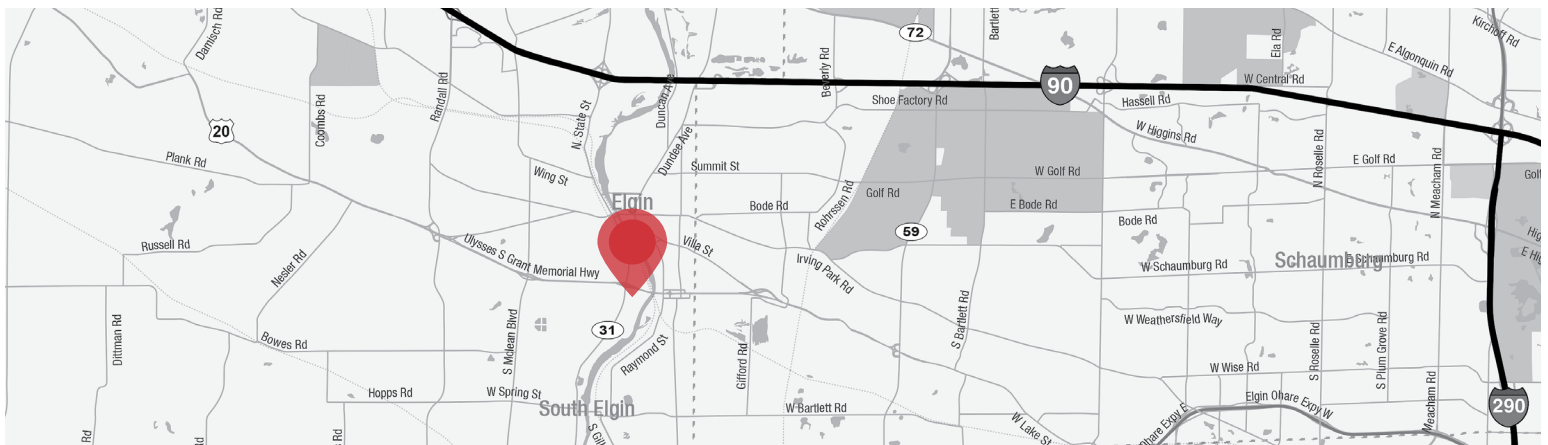 Damisch Rd
Bartlett
Kirchoff Rd
72
Ela Rd
E Algonquin Rd
Beverly Rd
W Central Rd
90
Randall Rd
Duncan Ave
Shoe Factory Rd
Hassell Rd
Coombs Rd
N. State St
20
W Higgins Rd
Dundee Ave
N Roselle Rd
Plank Rd
Summit St
E Golf Rd
W Golf Rd
Golf
Wing St
N Meacham Rd
Golf Rd
Elgin
Bode Rd
Rohrssen Rd
E Bode Rd
Bode Rd
59
Russell Rd
Ulysses S Grant Memorial Hwy
Villa St
Irving Park Rd
W Schaumburg Rd
Schaumburg
E Schaumburg Rd
Nesler Rd
31
S Mclean Blvd
S Bartlett Rd
W Weathersfield Way
Dittman Rd
Bowes Rd
Raymond St
Gifford Rd
S Roselle Rd
S Plum Grove Rd
W Wise Rd
Hopps Rd
W Spring St
South Elgin
W Bartlett Rd
Meacham Rd
Elgin Ohare Expy W
290
W Lake St
Ohare Expy E
Rd
Rd
Rd